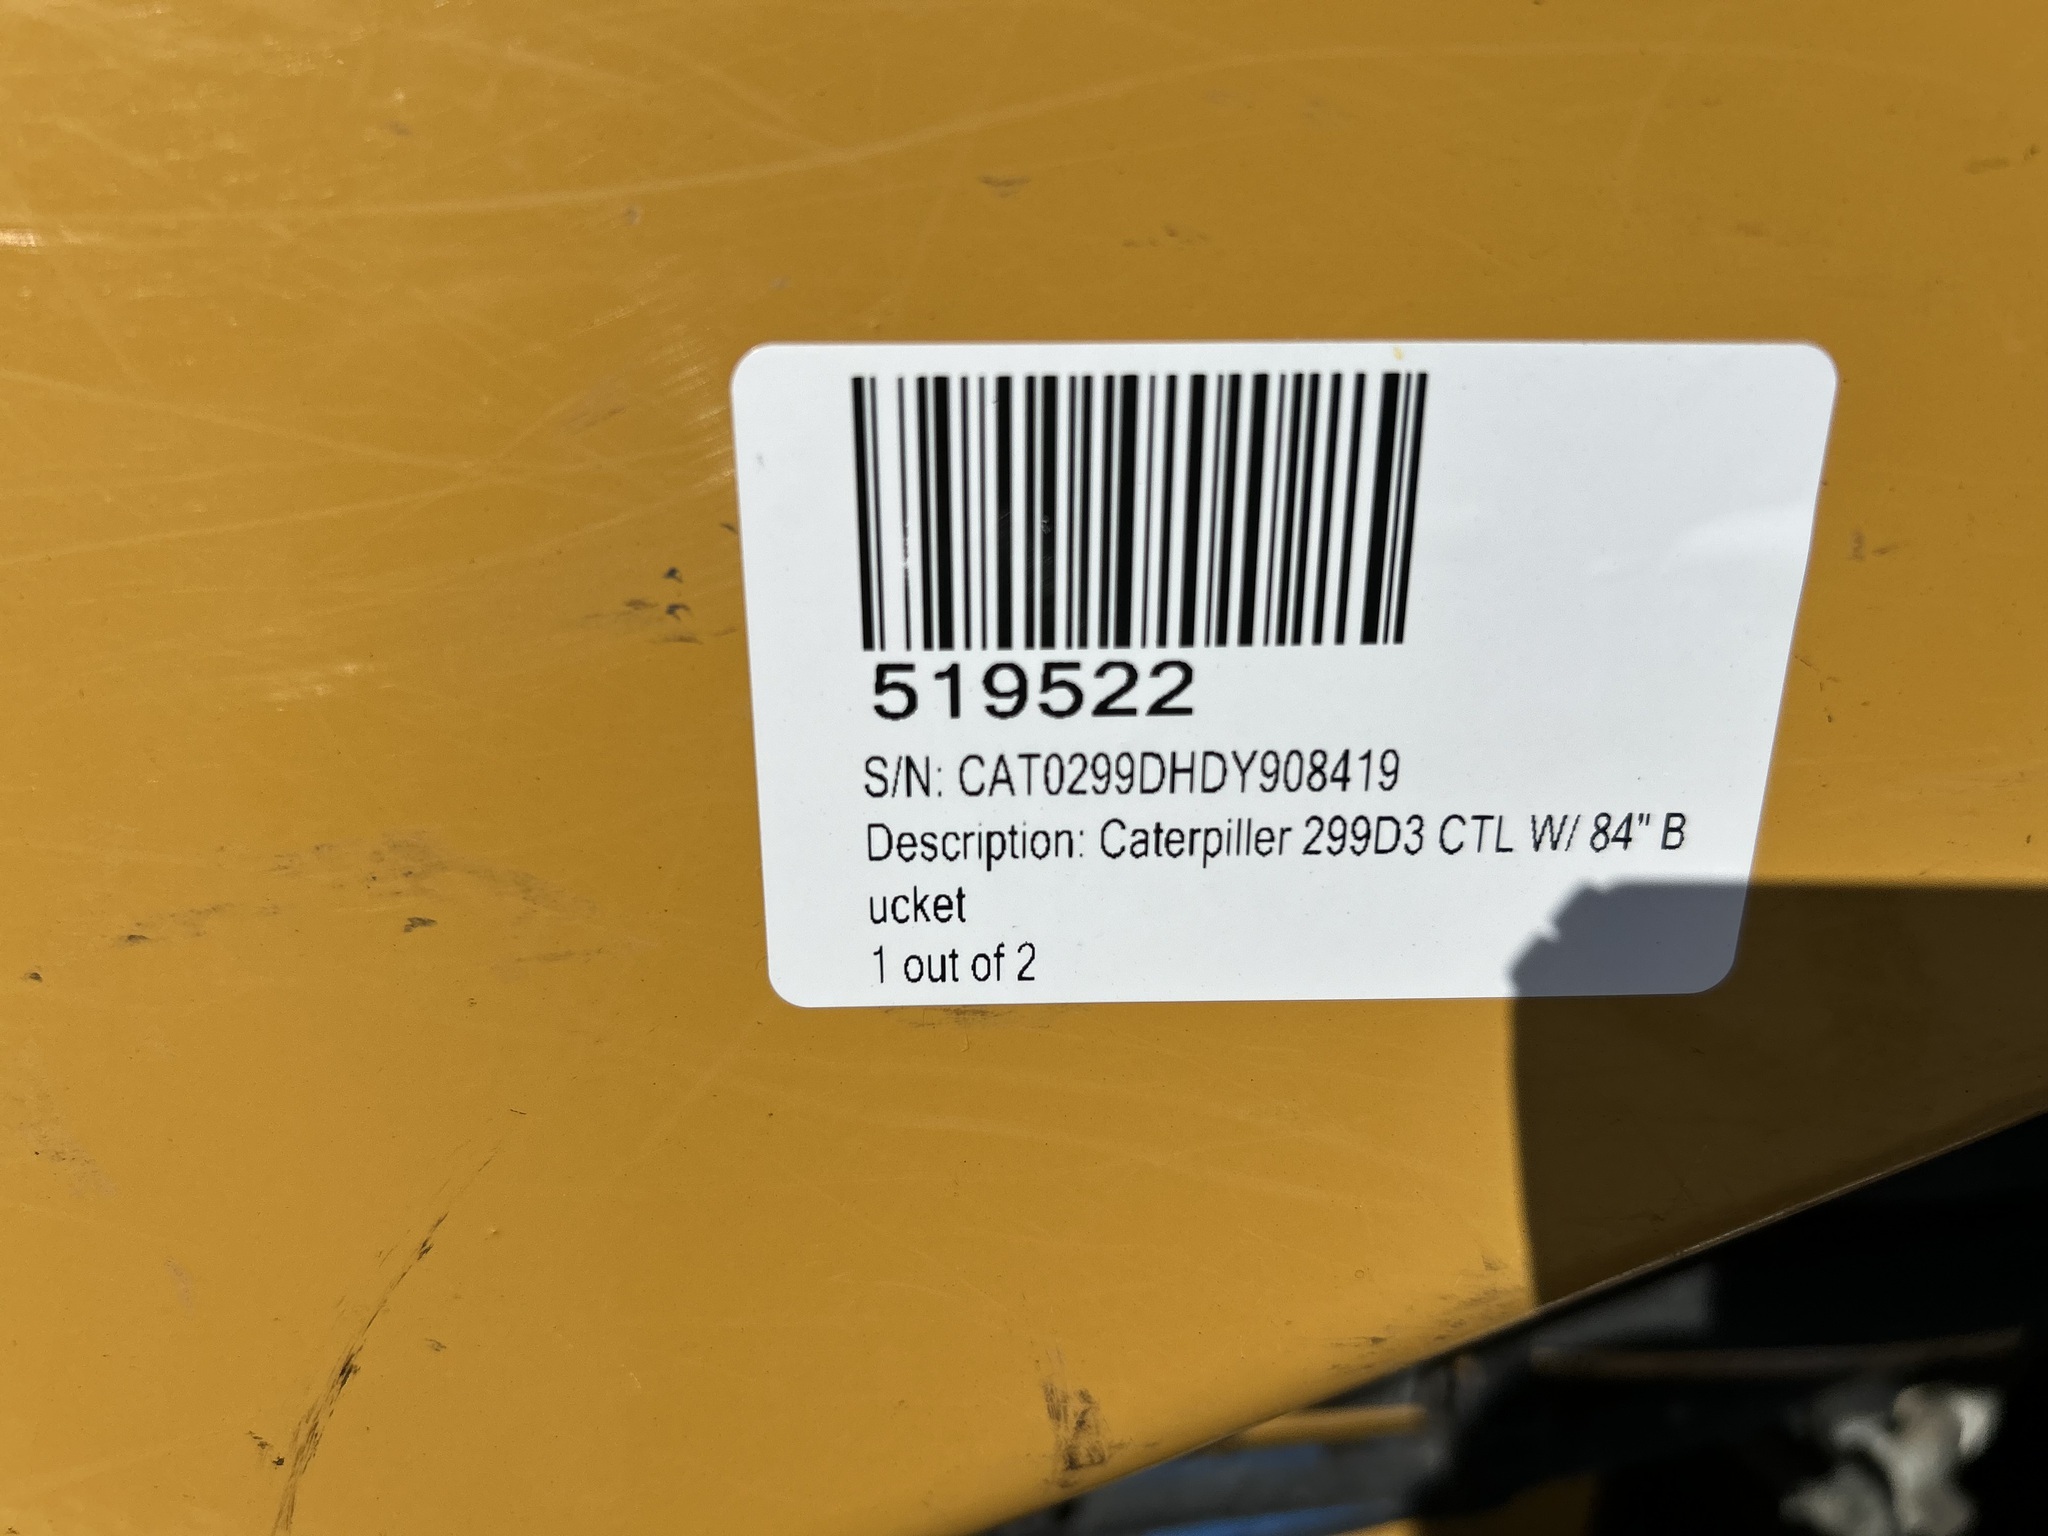 519522
S/N: CAT0299DHDY908419
Description: Caterpiller 299D3 CTL W/ 84" B
ucket
1 out of 2